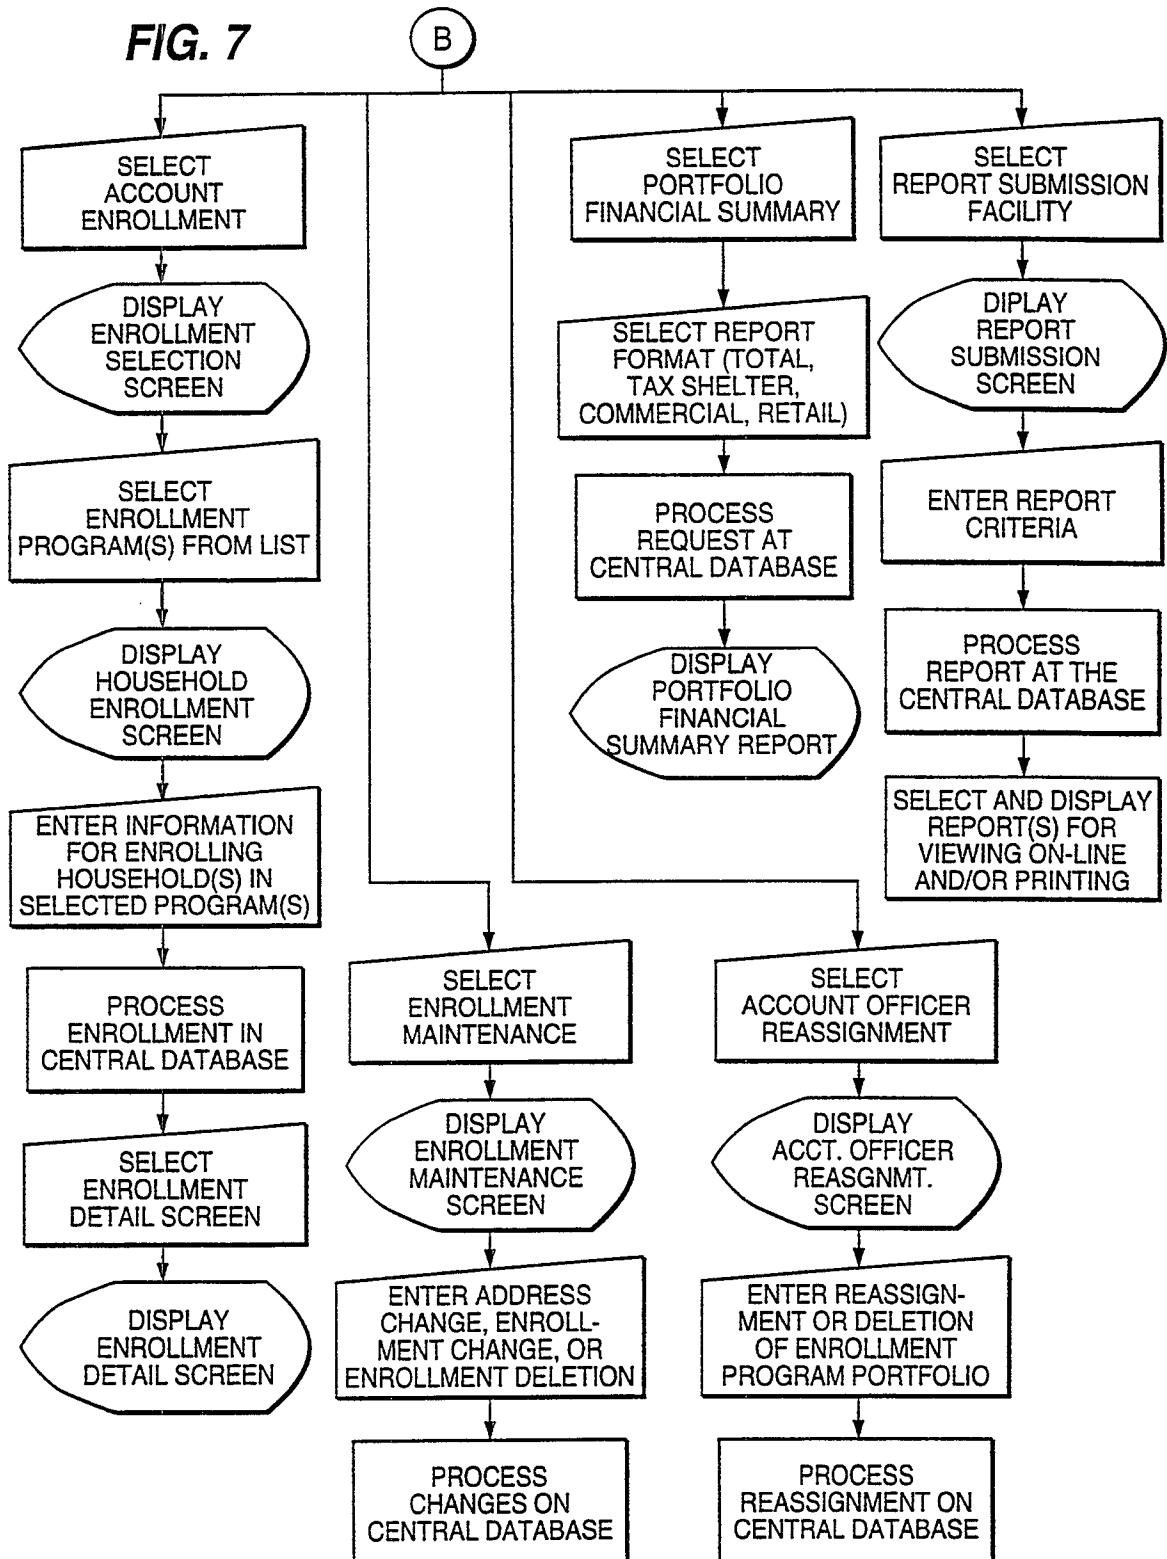 FIG. 7
B
SELECT
ACCOUNT
ENROLLMENT
DISPLAY
ENROLLMENT
SELECTION
SCREEN
SELECT
ENROLLMENT
PROGRAM(S) FROM LIST
DISPLAY
HOUSEHOLD
ENROLLMENT
SCREEN
ENTER INFORMATION
FOR ENROLLING
HOUSEHOLD(S) IN
SELECTED PROGRAM(S)
PROCESS
ENROLLMENT IN
CENTRAL DATABASE
SELECT
ENROLLMENT
DETAIL SCREEN
DISPLAY
ENROLLMENT
DETAIL SCREEN
SELECT
ENROLLMENT
MAINTENANCE
DISPLAY
ENROLLMENT
MAINTENANCE
SCREEN
ENTER ADDRESS
CHANGE, ENROLL-
MENT CHANGE, OR
ENROLLMENT DELETION
PROCESS
CHANGES ON
CENTRAL DATABASE
SELECT
ACCOUNT OFFICER
REASSIGNMENT
DISPLAY
ACCT. OFFICER
REASGNMT.
SCREEN
ENTER REASSIGN-
MENT OR DELETION
OF ENROLLMENT
PROGRAM PORTFOLIO
PROCESS
REASSIGNMENT ON
CENTRAL DATABASE
SELECT
PORTFOLIO
FINANCIAL SUMMARY
SELECT REPORT
FORMAT (TOTAL,
TAX SHELTER,
COMMERCIAL, RETAIL)
PROCESS
REQUEST AT
CENTRAL DATABASE
DISPLAY
PORTFOLIO
FINANCIAL
SUMMARY REPORT
SELECT
REPORT SUBMISSION
FACILITY
DIPLAY
REPORT
SUBMISSION
SCREEN
ENTER REPORT
CRITERIA
PROCESS
REPORT AT THE
CENTRAL DATABASE
SELECT AND DISPLAY
REPORT(S) FOR
VIEWING ON-LINE
AND/OR PRINTING